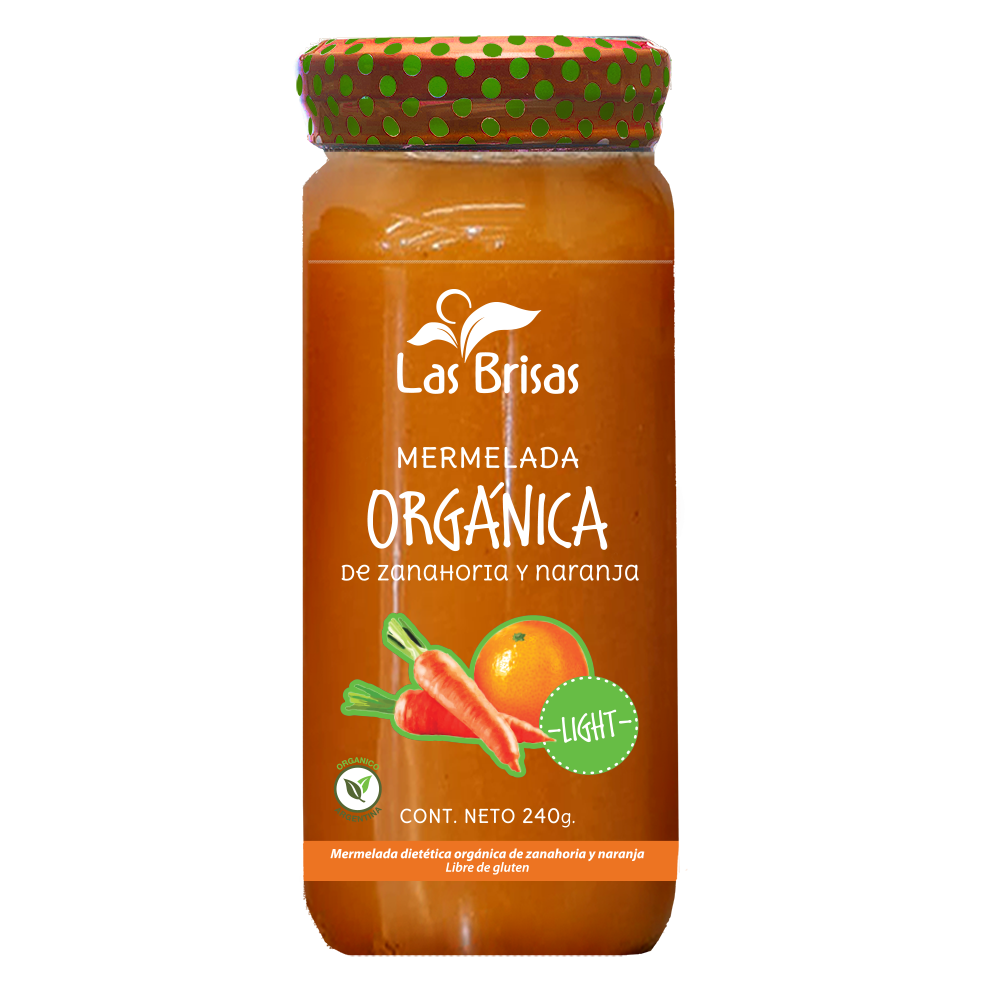 Las Brisas
MERMELADA
ORGÁNICA
De zanaHoria y naranja
-LIGHT-
ORGANICO
CONT. NETO 240g.
Mermelada dietética orgánica de zanahoria y naranja
Libre de gluten